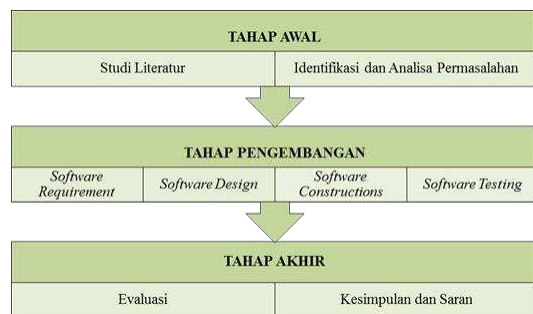 TAHAP AWAL
Studi Literatur
Identifikasi dan Analisa Permasalahan
TAHAP PENGEMBANGAN
Software
Requirement
Software Design
Software
Constructions
Software Testing
TAHAP AKHIR
Evaluasi
Kesimpulan dan Saran